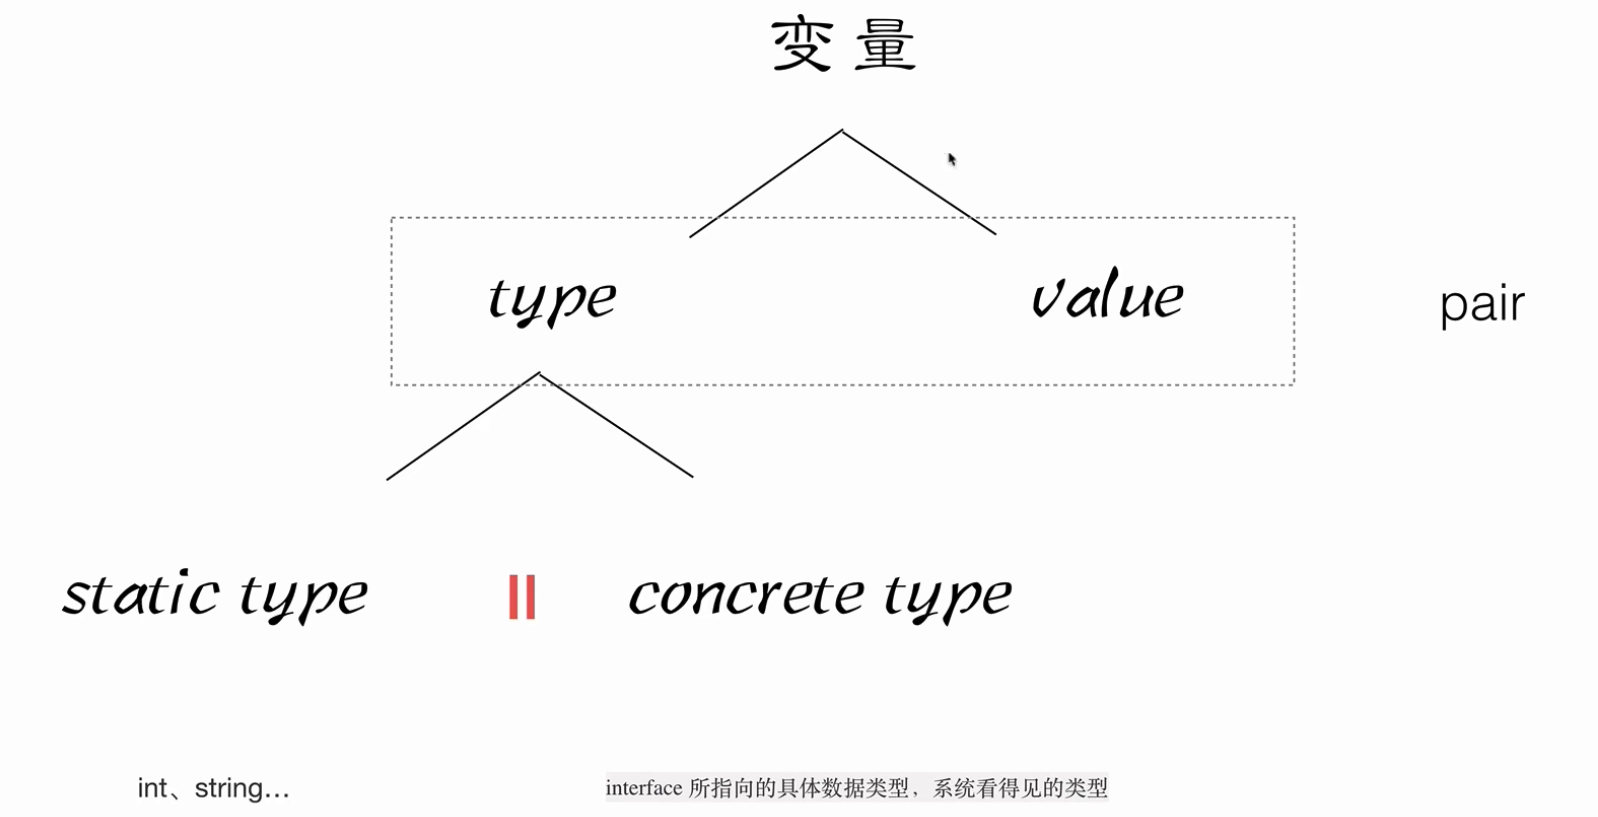 变量
type value pair
static type || concrete type
int、string...
interface 所指向的具体数据类型，系统看得见的类型